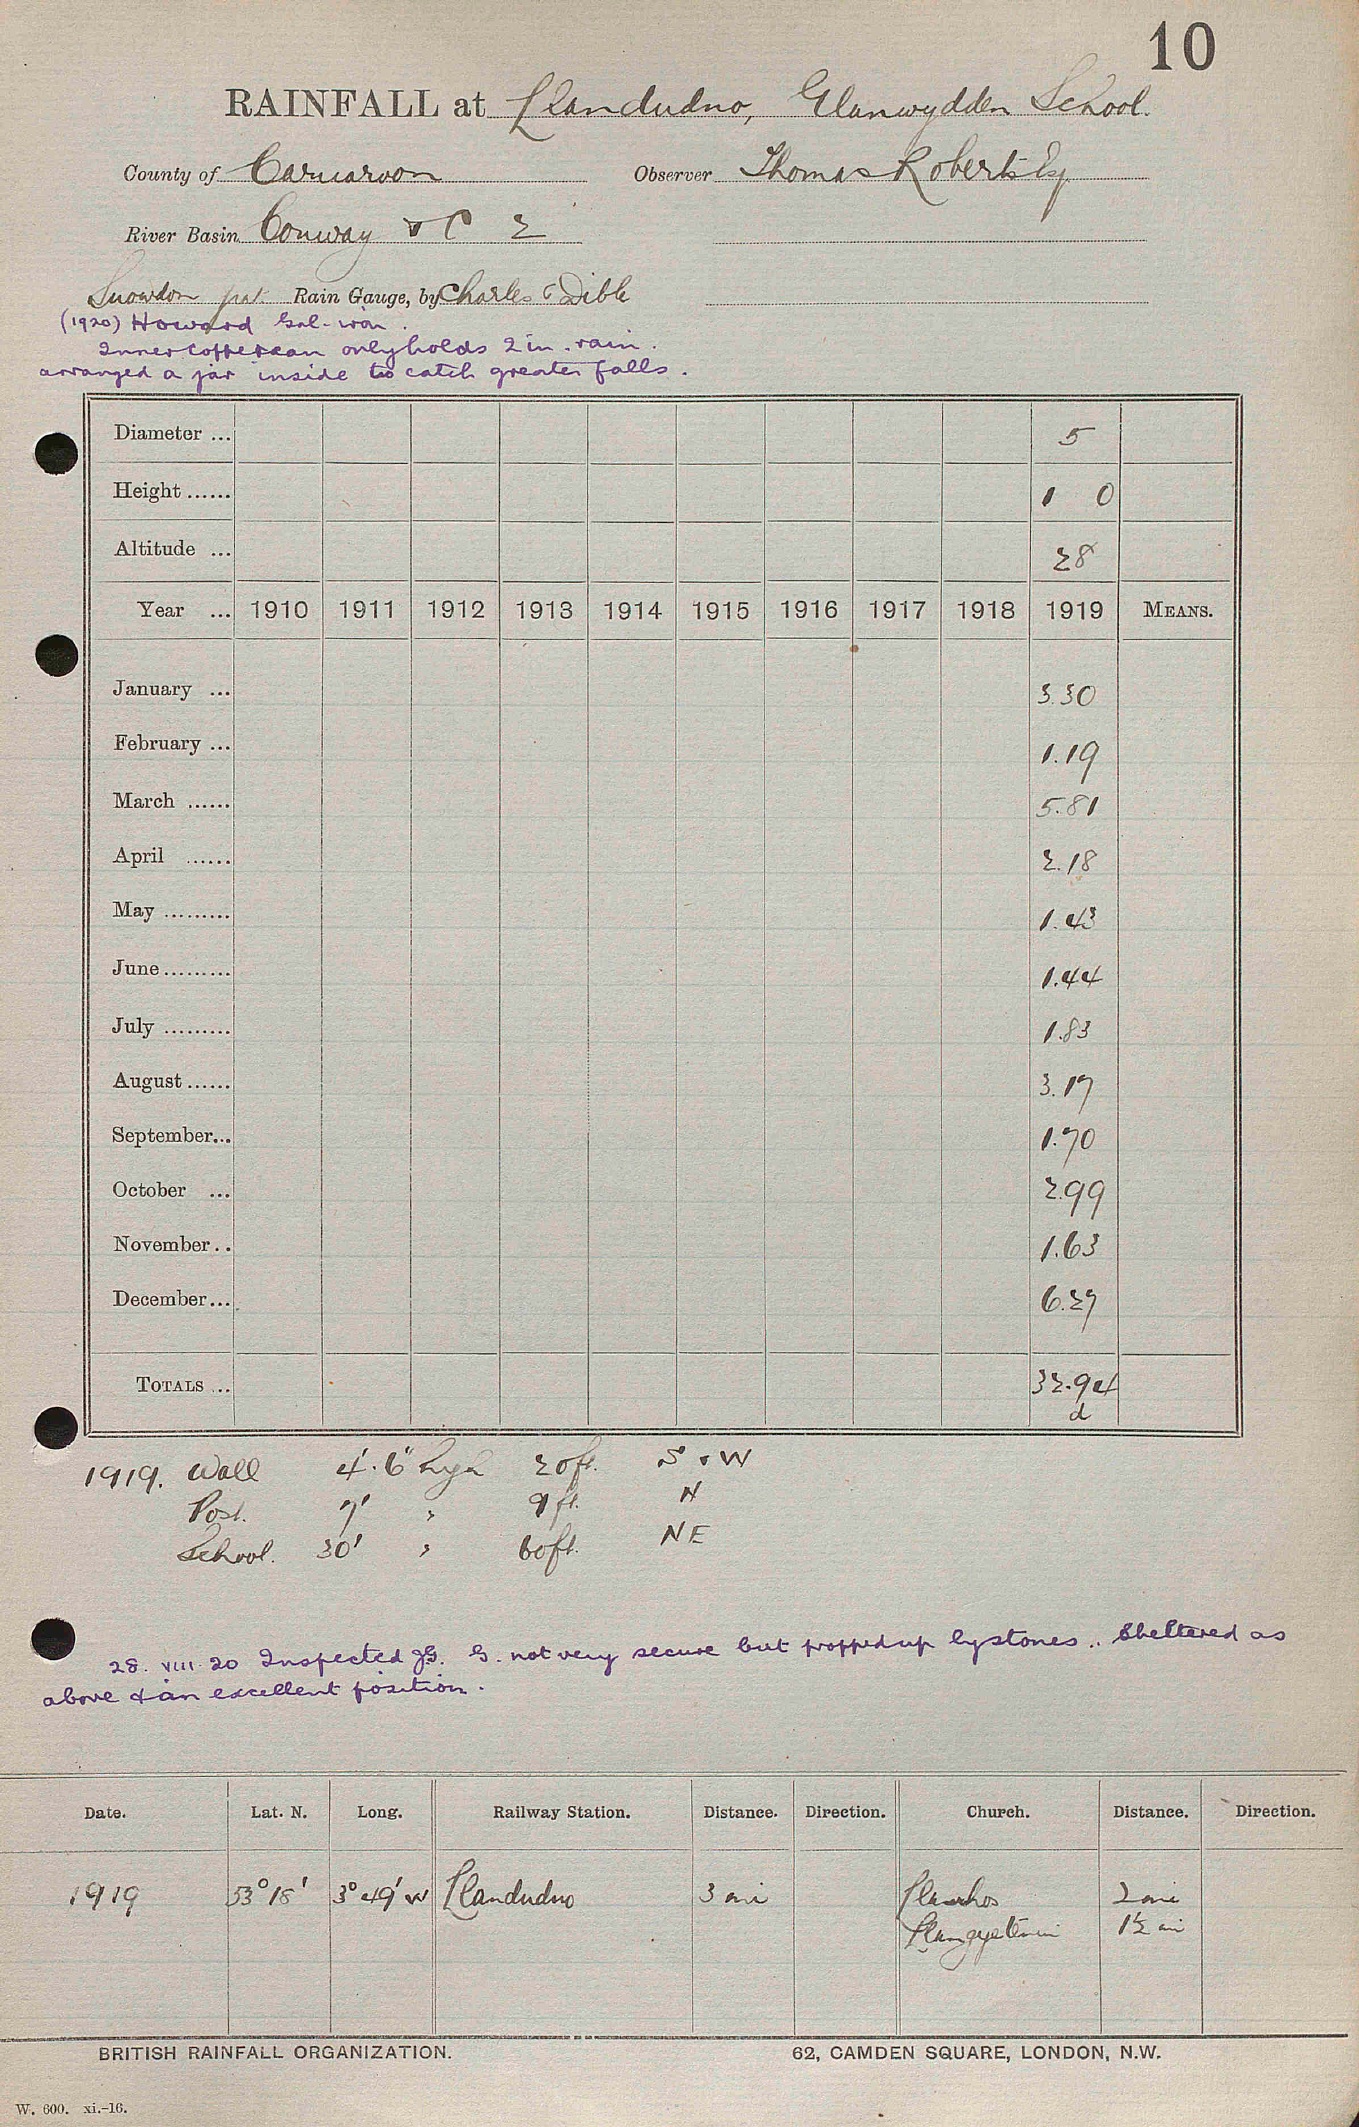 10
RAINFALL at Llandudno, Glanwydden School.
County of Carnarvon Observer Thomas Roberts Esq
River Basin Conway & C 2
Snowdon pat Rain Gauge, by Charles & Dible
(1920) Howard Gal-iron.
Inner copper can only holds 2 in. rain.
arranged a jar inside to catch greater falls.
Diameter ... 5
Height ...... 1 0
Altitude ... 28
Year ... 1910 1911 1912 1913 1914 1915 1916 1917 1918 1919 MEANS.
January ... 3.30
February ... 1.19
March ...... 5.81
April ...... 2.18
May ......... 1.43
June ......... 1.44
July ......... 1.83
August ...... 3.17
September... 1.70
October ... 2.99
November.. 1.63
December... 6.27
TOTALS ... 32.94
d
1919. Wall 4'.6" high 20ft. S & W
Post. 7' " 9ft. N
School. 30' " 60ft. NE
28. VIII. 20 Inspected G. not very secure but propped up by stones.. Sheltered as
above & in excellent position.
Date. Lat. N. Long. Railway Station. Distance. Direction. Church. Distance. Direction.
1919 53° 18' 3° 49' W Llandudno 3 mi Llanrhos 2 mi
Llangystenin 1½ mi
BRITISH RAINFALL ORGANIZATION. 62, CAMDEN SQUARE, LONDON, N.W.
W. 600. xi.-16.